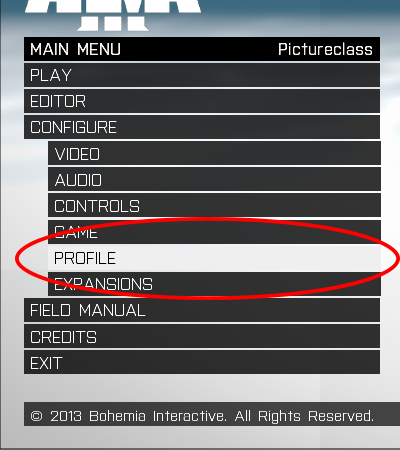 MAIN MENU Pictureclass
PLAY
EDITOR
CONFIGURE
VIDEO
AUDIO
CONTROLS
GAME
PROFILE
EXPANSIONS
FIELD MANUAL
CREDITS
EXIT
© 2013 Bohemia Interactive. All Rights Reserved.